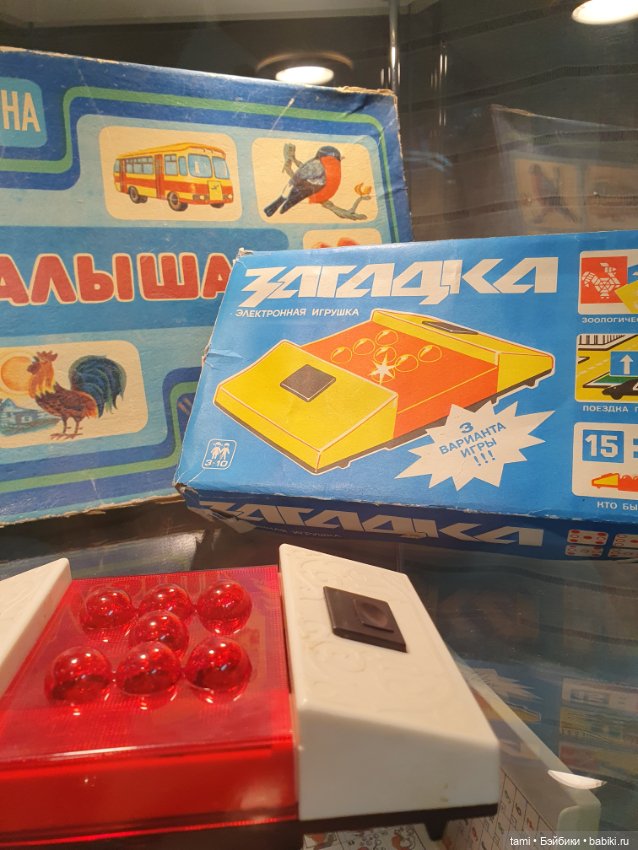 НА
АЛЫША
ЗАГАДКА
ЭЛЕКТРОННАЯ ИГРУШКА
3
ВАРИАНТА
ИГРЫ
!!!
3-10
ЗООЛОГИЧЕС
ПОЕЗДКА П
15
КТО БЫ
ЗАГАДКА
tami • Бэйбики • babiki.ru